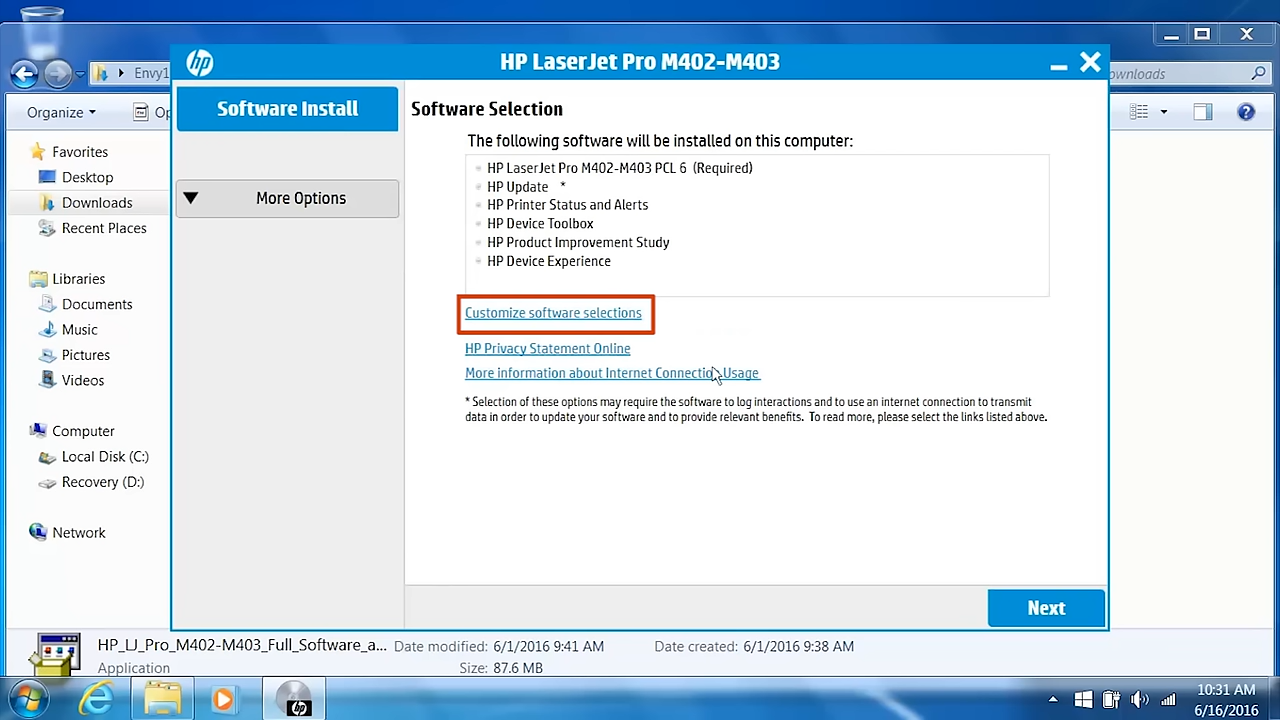 HP LaserJet Pro M402-M403
Envy1
ownloads
Software Install
Software Selection
Organize
Op
The following software will be installed on this computer:
HP LaserJet Pro M402-M403 PCL 6 (Required)
HP Update *
HP Printer Status and Alerts
HP Device Toolbox
HP Product Improvement Study
HP Device Experience
More Options
Favorites
Desktop
Downloads
Recent Places
Libraries
Documents
Music
Pictures
Videos
Computer
Local Disk (C:)
Recovery (D:)
Network
Customize software selections
HP Privacy Statement Online
More information about Internet Connection Usage
* Selection of these options may require the software to log interactions and to use an internet connection to transmit
data in order to update your software and to provide relevant benefits. To read more, please select the links listed above.
Next
HP_LJ_Pro_M402-M403_Full_Software_a... Date modified: 6/1/2016 9:41 AM Date created: 6/1/2016 9:38 AM
Application Size: 87.6 MB
10:31 AM
6/16/2016